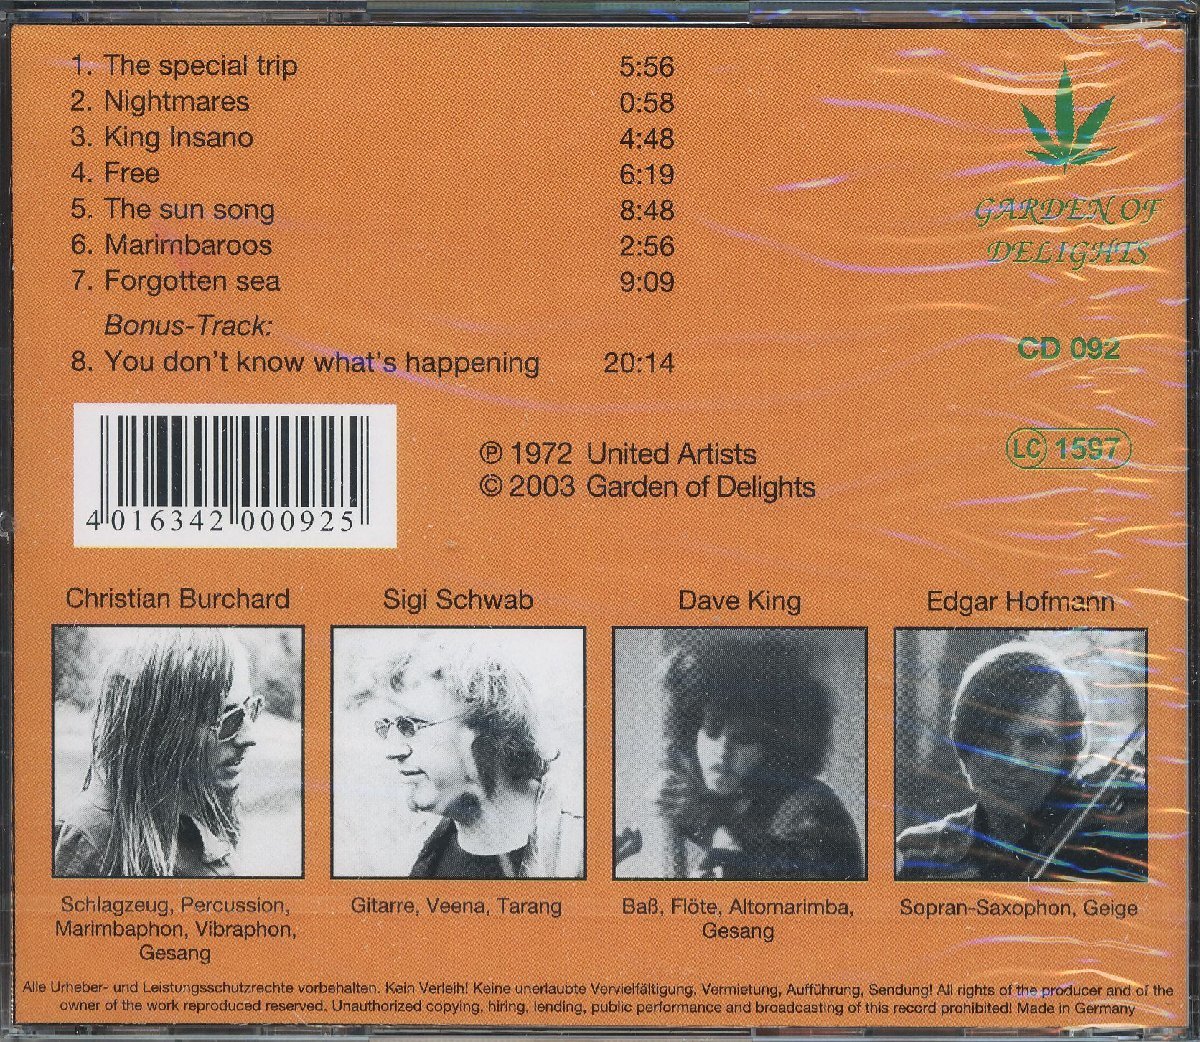 1. The special trip 5:56
2. Nightmares 0:58
3. King Insano 4:48
4. Free 6:19
5. The sun song 8:48
6. Marimbaroos 2:56
7. Forgotten sea 9:09
Bonus-Track:
8. You don't know what's happening 20:14
GARDEN OF
DELIGHTS
CD 092
LC 1597
4 016342 000925
℗ 1972 United Artists
© 2003 Garden of Delights
Christian Burchard
Sigi Schwab
Dave King
Edgar Hofmann
Schlagzeug, Percussion,
Marimbaphon, Vibraphon,
Gesang
Gitarre, Veena, Tarang
Baß, Flöte, Altomarimba,
Gesang
Sopran-Saxophon, Geige
Alle Urheber- und Leistungsschutzrechte vorbehalten. Kein Verleih! Keine unerlaubte Vervielfältigung, Vermietung, Aufführung, Sendung! All rights of the producer and of the
owner of the work reproduced reserved. Unauthorized copying, hiring, lending, public performance and broadcasting of this record prohibited! Made in Germany